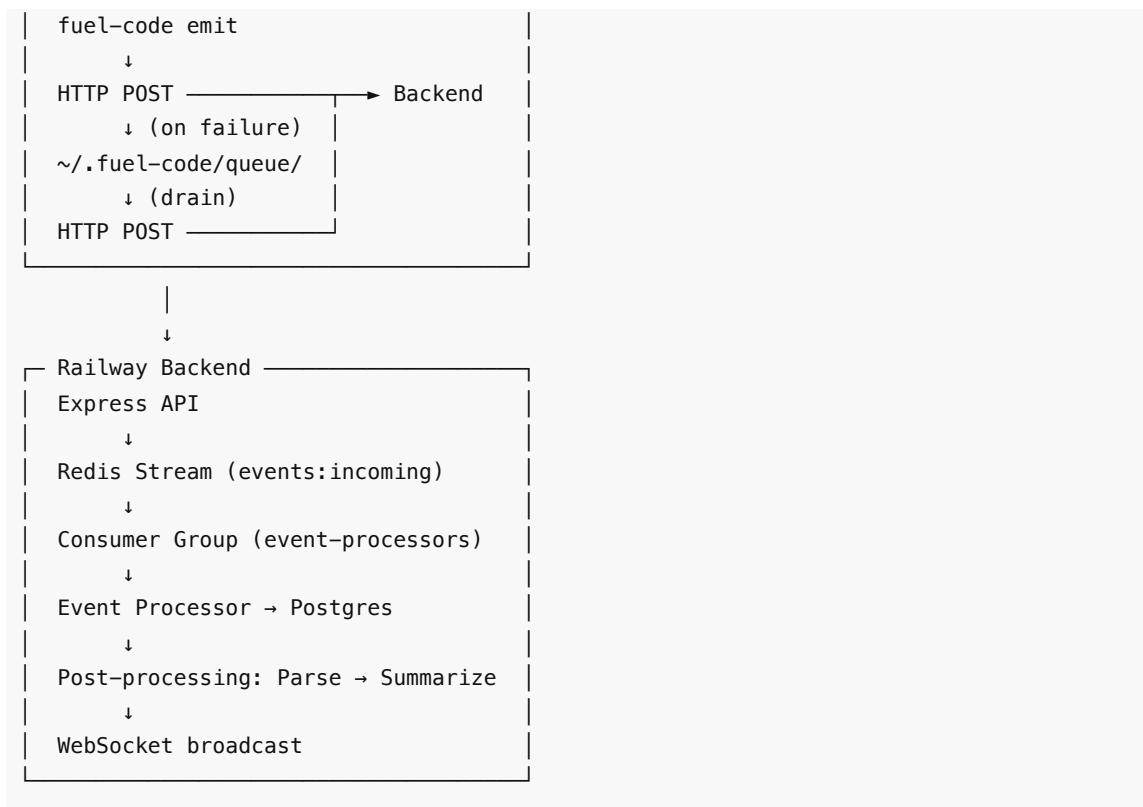 fuel-code emit
↓
HTTP POST ──────────┬──► Backend
↓ (on failure)
~/.fuel-code/queue/
↓ (drain)
HTTP POST ──────────┘
↓
Railway Backend
Express API
↓
Redis Stream (events:incoming)
↓
Consumer Group (event-processors)
↓
Event Processor → Postgres
↓
Post-processing: Parse → Summarize
↓
WebSocket broadcast